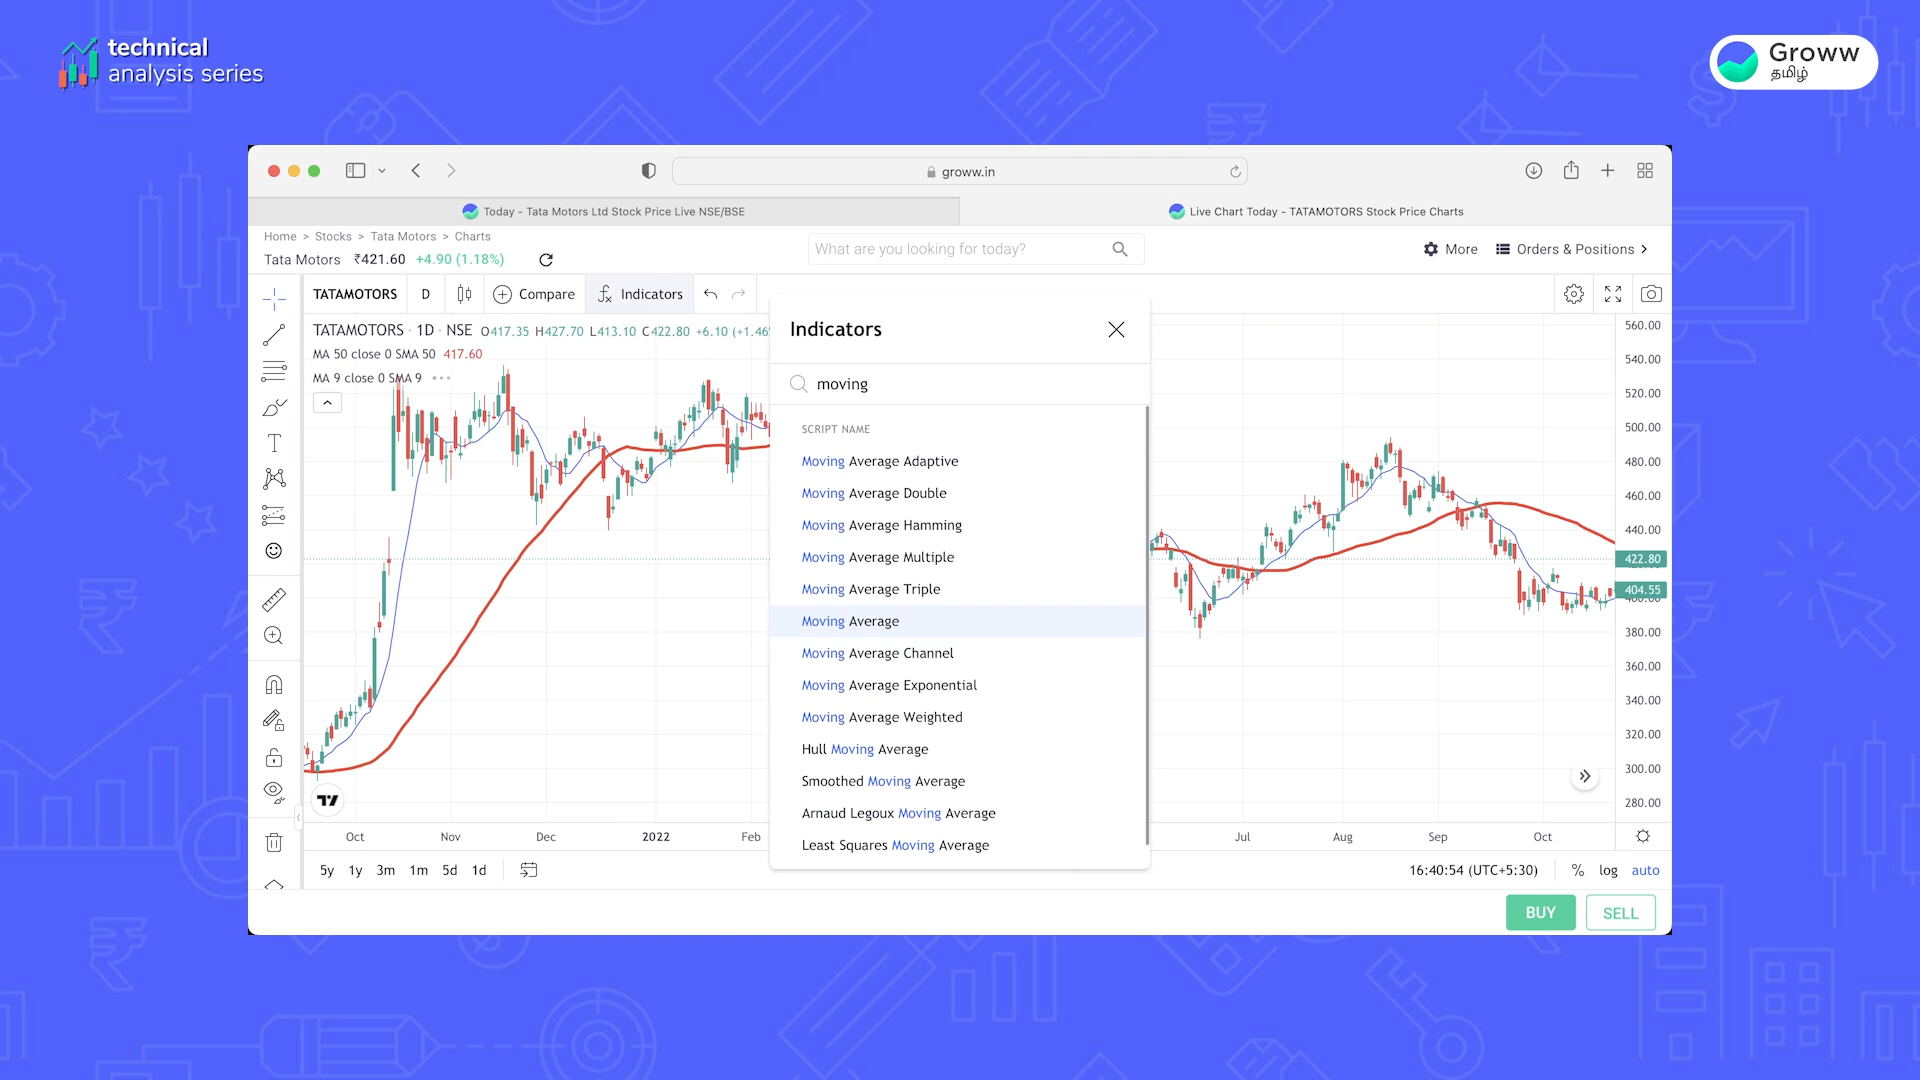 technical
analysis series
Groww
தமிழ்
groww.in
Today - Tata Motors Ltd Stock Price Live NSE/BSE
Live Chart Today - TATAMOTORS Stock Price Charts
Home > Stocks > Tata Motors > Charts
Tata Motors ₹421.60 +4.90 (1.18%)
What are you looking for today?
More
Orders & Positions
TATAMOTORS D Compare Indicators
TATAMOTORS · 1D · NSE O417.35 H427.70 L413.10 C422.80 +6.10
MA 50 close 0 SMA 50 417.60
MA 9 close 0 SMA 9
Indicators
moving
SCRIPT NAME
Moving Average Adaptive
Moving Average Double
Moving Average Hamming
Moving Average Multiple
Moving Average Triple
Moving Average
Moving Average Channel
Moving Average Exponential
Moving Average Weighted
Hull Moving Average
Smoothed Moving Average
Arnaud Legoux Moving Average
Least Squares Moving Average
560.00
540.00
520.00
500.00
480.00
460.00
440.00
422.80
404.55
380.00
360.00
340.00
320.00
300.00
280.00
Oct Nov Dec 2022 Feb Jul Aug Sep Oct
5y 1y 3m 1m 5d 1d
16:40:54 (UTC+5:30) % log auto
BUY SELL